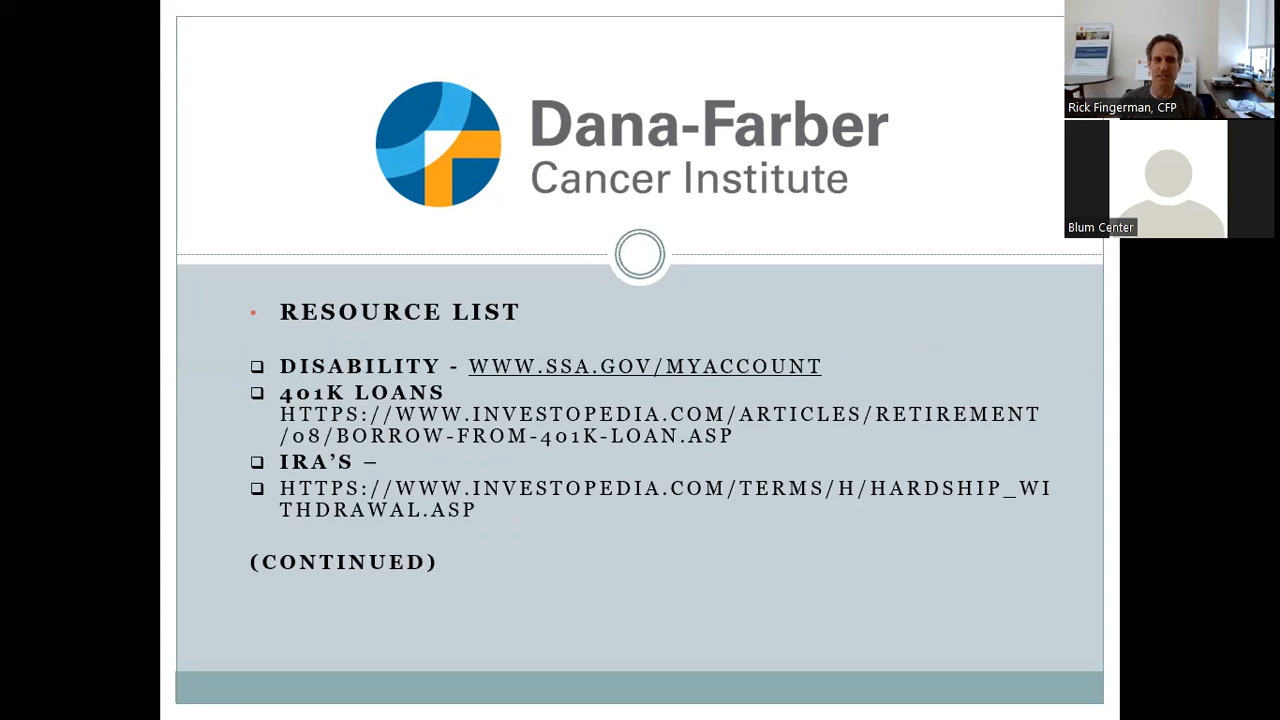 Dana-Farber
Cancer Institute
Rick Fingerman, CFP
Blum Center
• RESOURCE LIST
❑ DISABILITY - WWW.SSA.GOV/MYACCOUNT
❑ 401K LOANS
HTTPS://WWW.INVESTOPEDIA.COM/ARTICLES/RETIREMENT
/08/BORROW-FROM-401K-LOAN.ASP
❑ IRA'S –
❑ HTTPS://WWW.INVESTOPEDIA.COM/TERMS/H/HARDSHIP_WI
THDRAWAL.ASP
(CONTINUED)